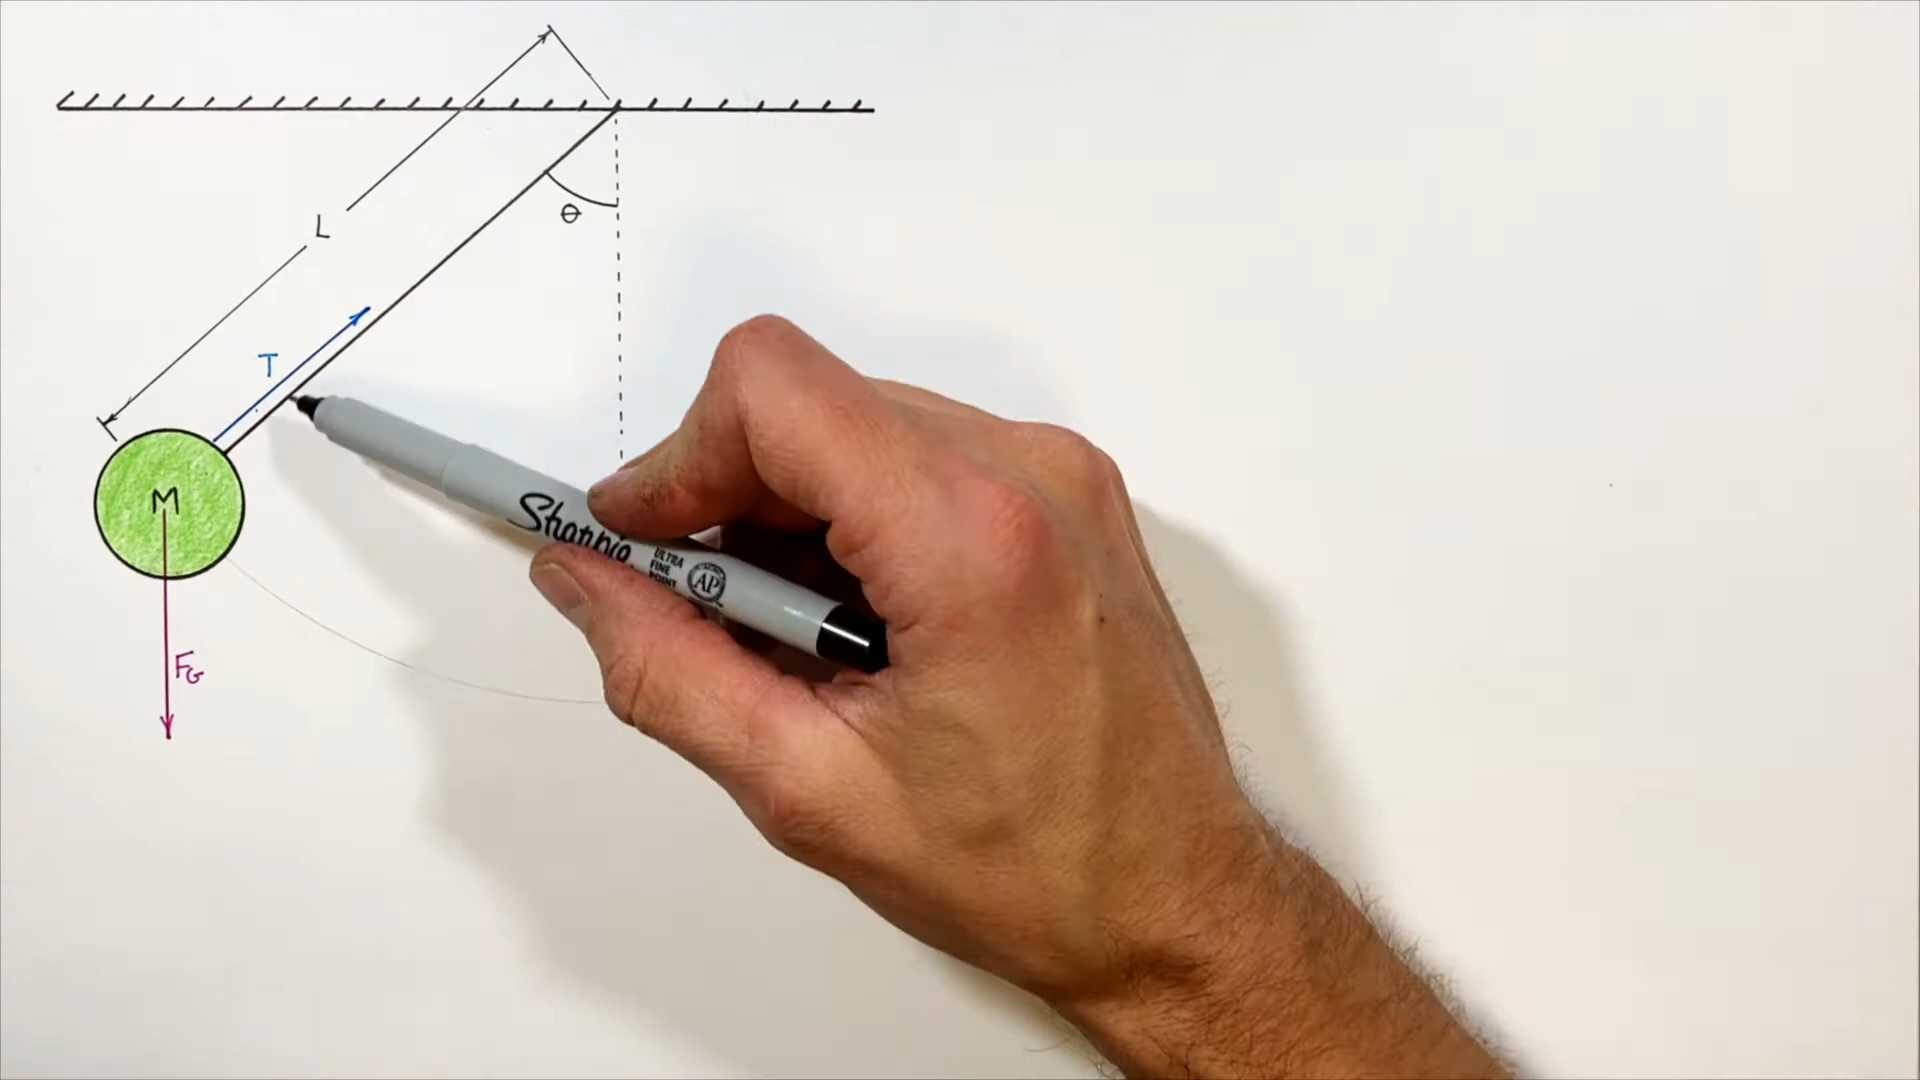 L
θ
T
M
FG
Sharpie
ULTRA
FINE
POINT
AP